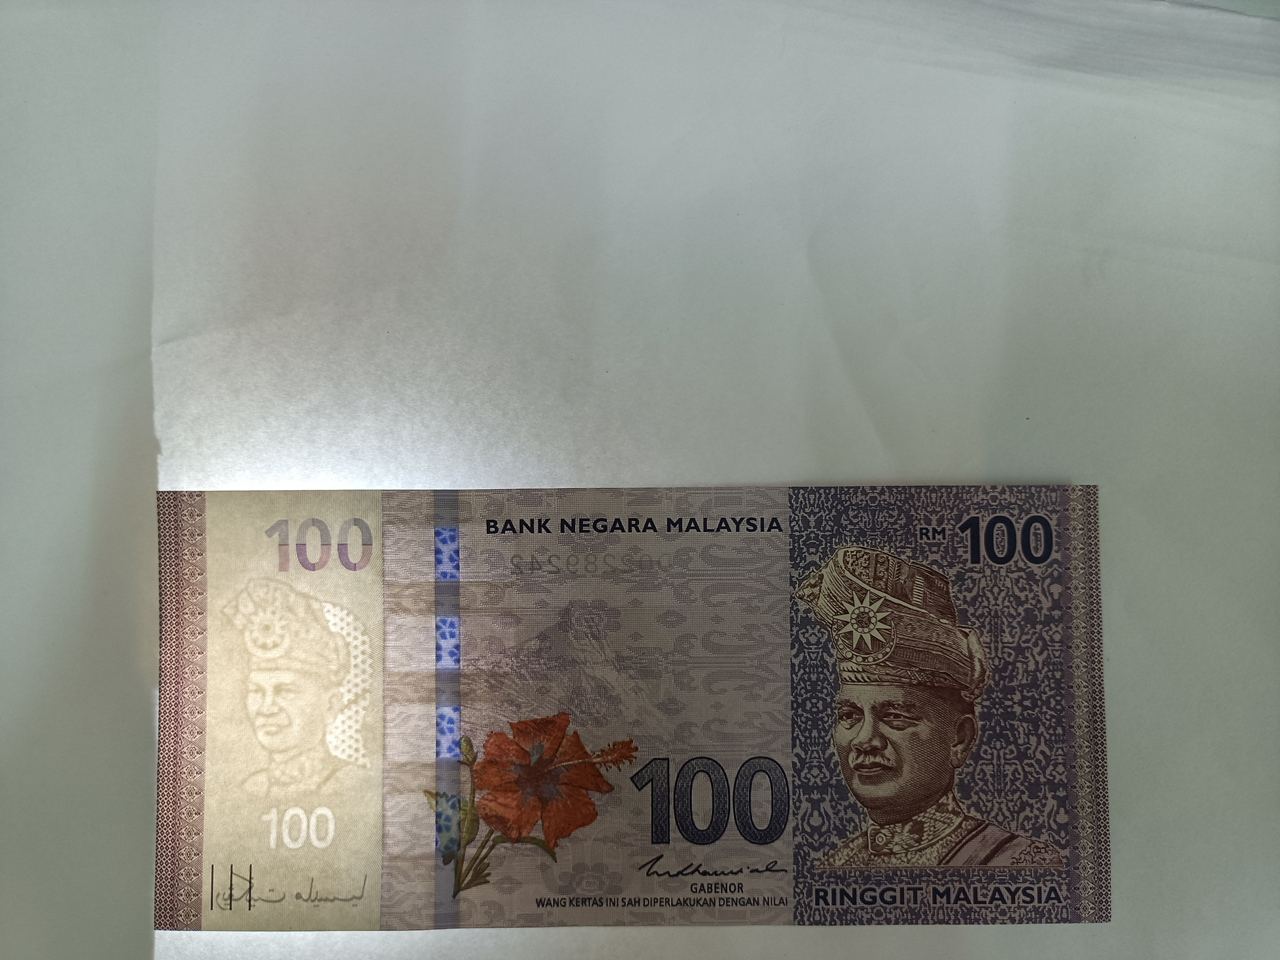 100
BANK NEGARA MALAYSIA
RM 100
100
100
GABENOR
WANG KERTAS INI SAH DIPERLAKUKAN DENGAN NILAI
RINGGIT MALAYSIA